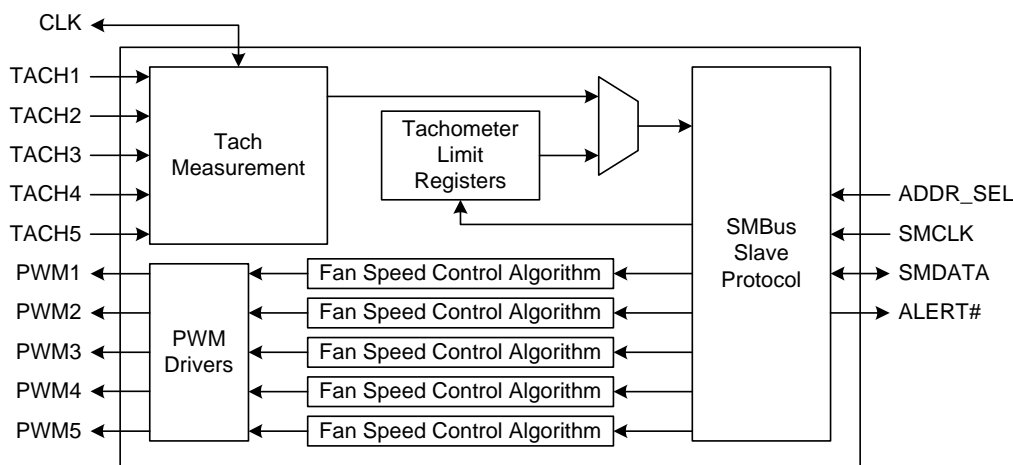 CLK
TACH1
TACH2
TACH3
TACH4
TACH5
PWM1
PWM2
PWM3
PWM4
PWM5
Tach
Measurement
Tachometer
Limit
Registers
PWM
Drivers
Fan Speed Control Algorithm
Fan Speed Control Algorithm
Fan Speed Control Algorithm
Fan Speed Control Algorithm
Fan Speed Control Algorithm
SMBus
Slave
Protocol
ADDR_SEL
SMCLK
SMDATA
ALERT#